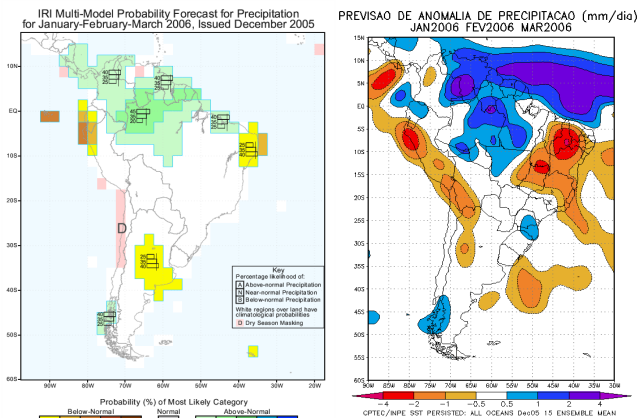 IRI Multi-Model Probability Forecast for Precipitation
for January-February-March 2006, Issued December 2005
10N
EQ
10S
20S
30S
40S
50S
60S
90W 80W 70W 60W 50W 40W 30W 20W
D
Key
Percentage likelihood of:
A Above-normal Precipitation
N Near-normal Precipitation
B Below-normal Precipitation
White regions over land have
climatological probabilities
D Dry Season Masking
Probability (%) of Most Likely Category
Below-Normal Normal Above-Normal
PREVISAO DE ANOMALIA DE PRECIPITACAO (mm/dia)
JAN2006 FEV2006 MAR2006
15N
10N
5N
EQ
5S
10S
15S
20S
25S
30S
35S
40S
45S
50S
55S
60S
90W 85W 80W 75W 70W 65W 60W 55W 50W 45W 40W 35W 30W
-4 -2 -1 -0.5 0.5 1 2 4
CPTEC/INPE SST PERSISTED: ALL OCEANS Dec05 15 ENSEMBLE MEAN